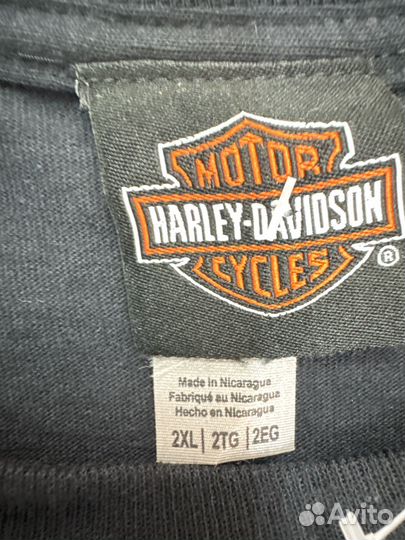 MOTOR
HARLEY-DAVIDSON
CYCLES
®
Made in Nicaragua
Fabriqué au Nicaragua
Hecho en Nicaragua
2XL | 2TG | 2EG
Avito